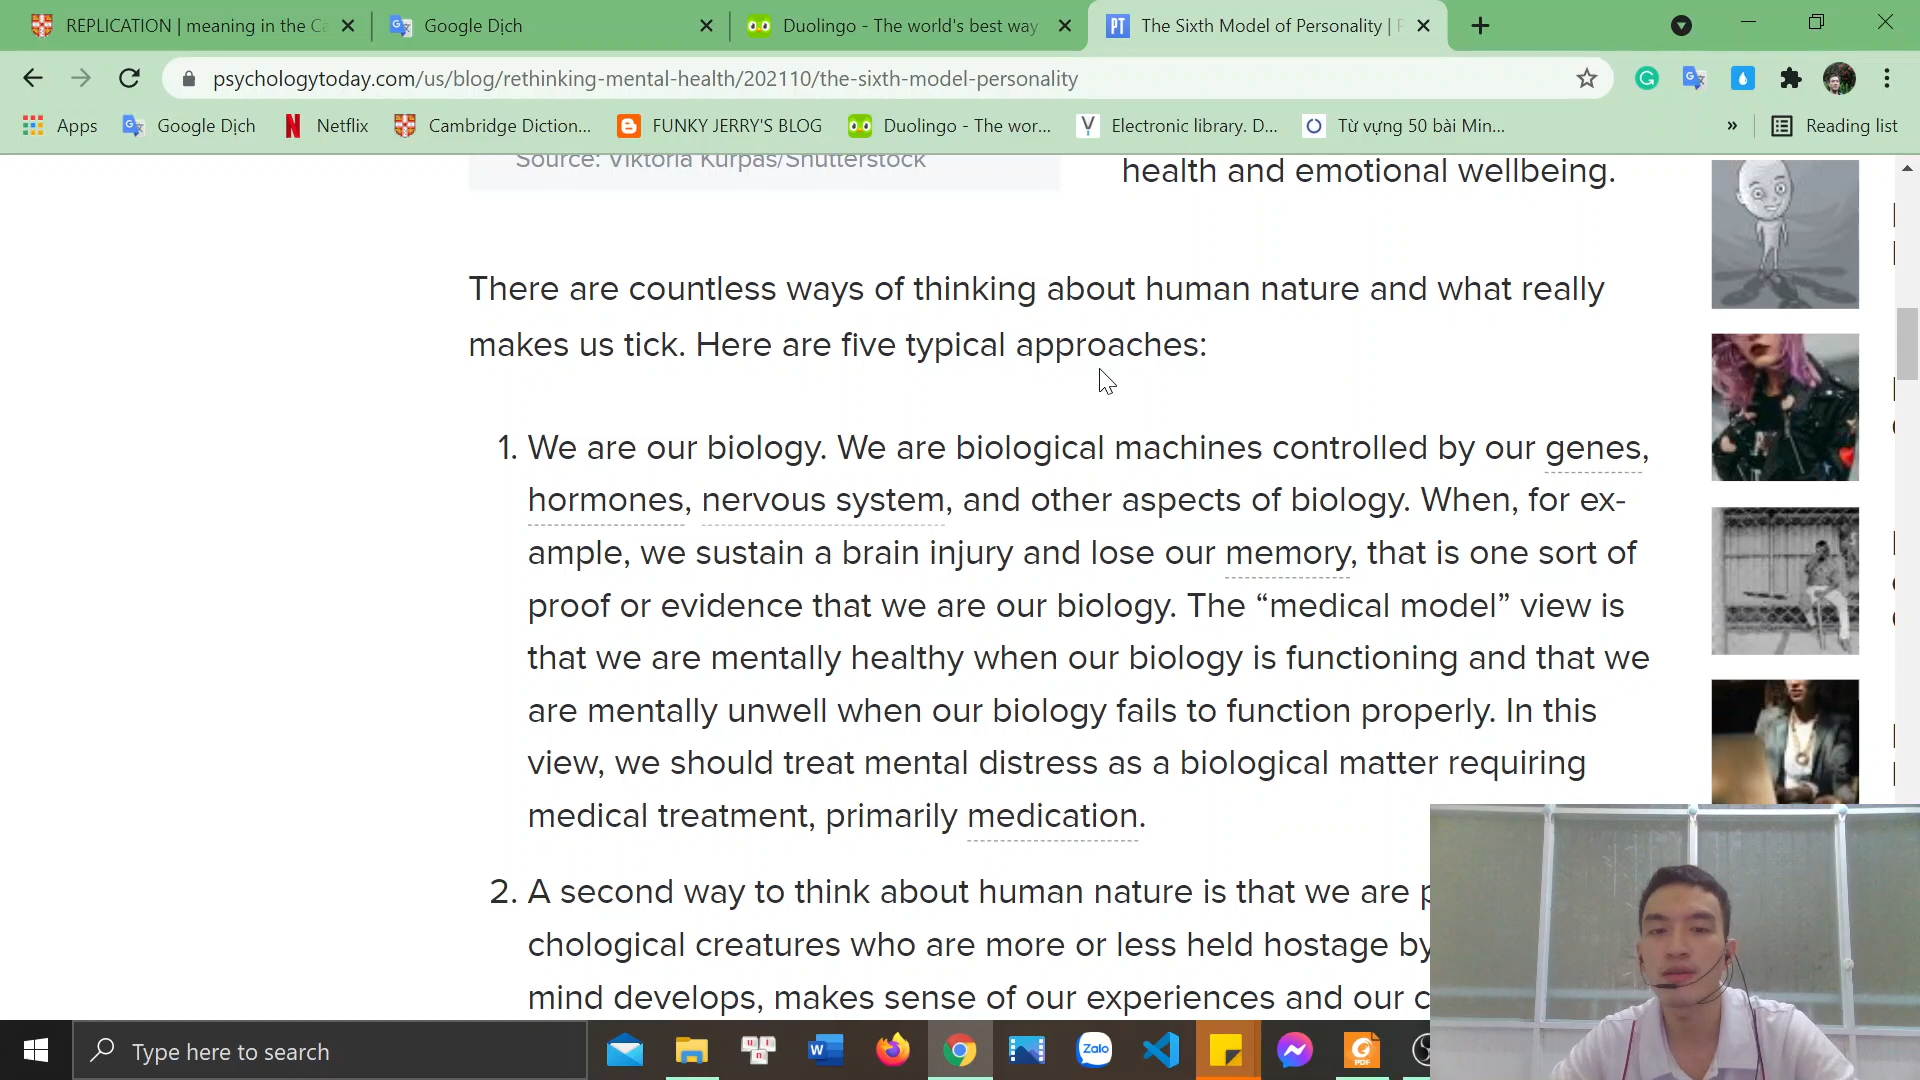 REPLICATION | meaning in the Ca
Google Dịch
Duolingo - The world's best way
PT
The Sixth Model of Personality |
psychologytoday.com/us/blog/rethinking-mental-health/202110/the-sixth-model-personality
Apps
Google Dịch
Netflix
Cambridge Diction...
FUNKY JERRY'S BLOG
Duolingo - The wor...
Electronic library. D...
Từ vựng 50 bài Min...
»
Reading list
Source: Viktoria Kurpas/Shutterstock
health and emotional wellbeing.
There are countless ways of thinking about human nature and what really
makes us tick. Here are five typical approaches:
1. We are our biology. We are biological machines controlled by our genes,
hormones, nervous system, and other aspects of biology. When, for ex-
ample, we sustain a brain injury and lose our memory, that is one sort of
proof or evidence that we are our biology. The “medical model” view is
that we are mentally healthy when our biology is functioning and that we
are mentally unwell when our biology fails to function properly. In this
view, we should treat mental distress as a biological matter requiring
medical treatment, primarily medication.
2. A second way to think about human nature is that we are p
chological creatures who are more or less held hostage by
mind develops, makes sense of our experiences and our c
Type here to search
Zalo
PDF